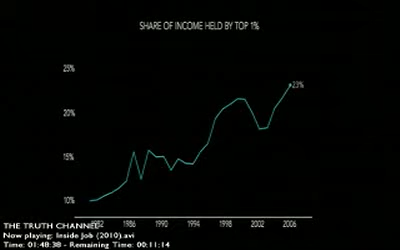 SHARE OF INCOME HELD BY TOP 1%
25%
23%
20%
15%
10%
1982 1986 1990 1994 1998 2002 2006
THE TRUTH CHANNEL
Now playing: Inside Job (2010).avi
Time: 01:48:38 - Remaining Time: 00:11:14